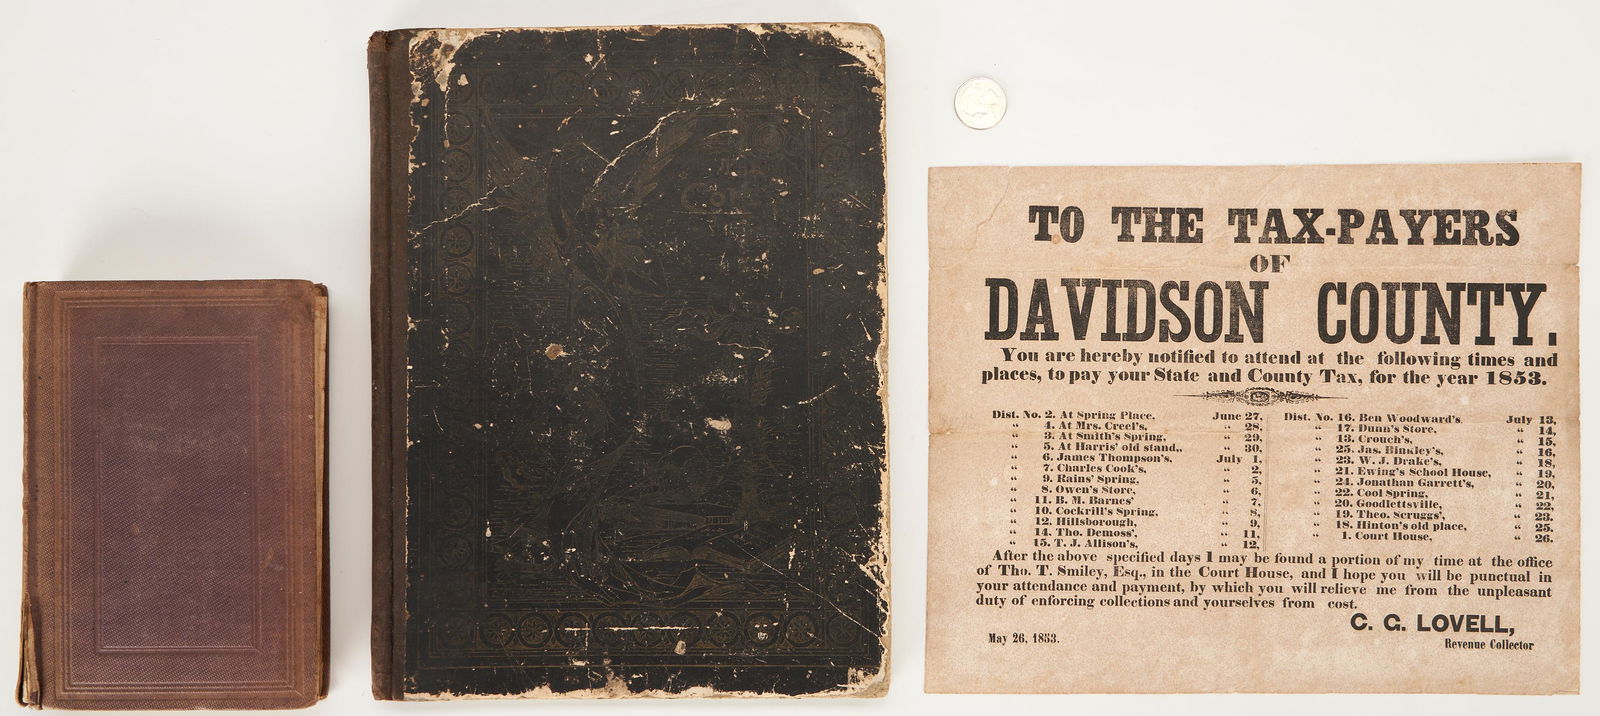 TO THE TAX-PAYERS
OF
DAVIDSON COUNTY.
You are hereby notified to attend at the following times and
places, to pay your State and County Tax, for the year 1853.
Dist. No. 2. At Spring Place, June 27,
" 4. At Mrs. Creel's, " 28,
" 3. At Smith's Spring, " 29,
" 5. At Harris' old stand,, " 30,
" 6. James Thompson's, July 1,
" 7. Charles Cook's, " 2,
" 9. Rains' Spring, " 5,
" 8. Owen's Store, " 6,
" 11. B. M. Barnes' " 7,
" 10. Cockrill's Spring, " 8,
" 12. Hillsborough, " 9,
" 14. Tho. Demoss', " 11,
" 15. T. J. Allison's, " 12,
Dist. No. 16. Ben Woodward's, July 13,
" 17. Dunn's Store, " 14,
" 13. Crouch's, " 15,
" 25. Jas. Binkley's, " 16,
" 23. W. J. Drake's, " 18,
" 21. Ewing's School House, " 19,
" 24. Jonathan Garrett's, " 20,
" 22. Cool Spring, " 21,
" 20. Goodlettsville, " 22,
" 19. Theo. Scruggs', " 23.
" 18. Hinton's old place, " 25.
" 1. Court House, " 26.
After the above specified days I may be found a portion of my time at the office
of Tho. T. Smiley, Esq., in the Court House, and I hope you will be punctual in
your attendance and payment, by which you will relieve me from the unpleasant
duty of enforcing collections and yourselves from cost.
C. G. LOVELL,
Revenue Collector
May 26, 1853.